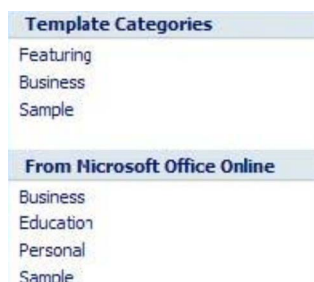 Template Categories
Featuring
Business
Sample
From Microsoft Office Online
Business
Education
Personal
Sample